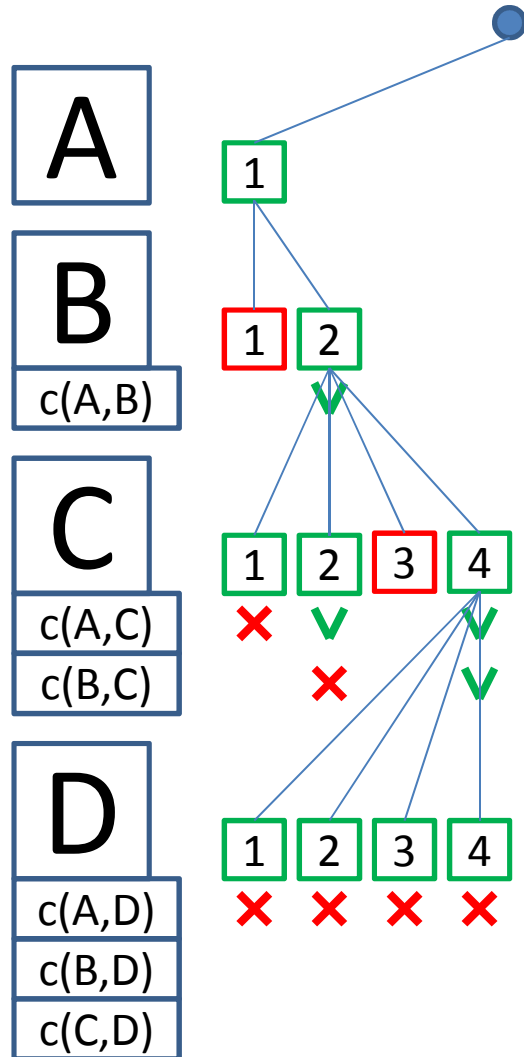 A
1
B
1 2
c(A,B)
C
1 2 3 4
c(A,C)
c(B,C)
D
1 2 3 4
c(A,D)
c(B,D)
c(C,D)